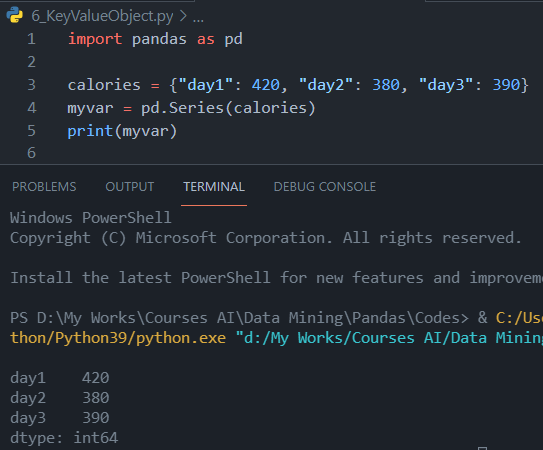 6_KeyValueObject.py > ...
1 import pandas as pd
2
3 calories = {"day1": 420, "day2": 380, "day3": 390}
4 myvar = pd.Series(calories)
5 print(myvar)
6
PROBLEMS OUTPUT TERMINAL DEBUG CONSOLE
Windows PowerShell
Copyright (C) Microsoft Corporation. All rights reserved.
Install the latest PowerShell for new features and improveme
PS D:\My Works\Courses AI\Data Mining\Pandas\Codes> & C:/Use
thon/Python39/python.exe "d:/My Works/Courses AI/Data Mining
day1    420
day2    380
day3    390
dtype: int64